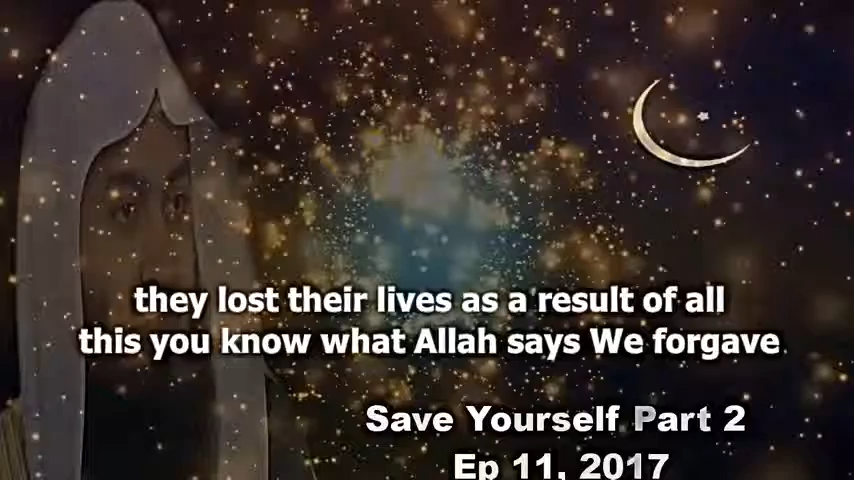 they lost their lives as a result of all
this you know what Allah says We forgave
Save Yourself Part 2
Ep 11, 2017